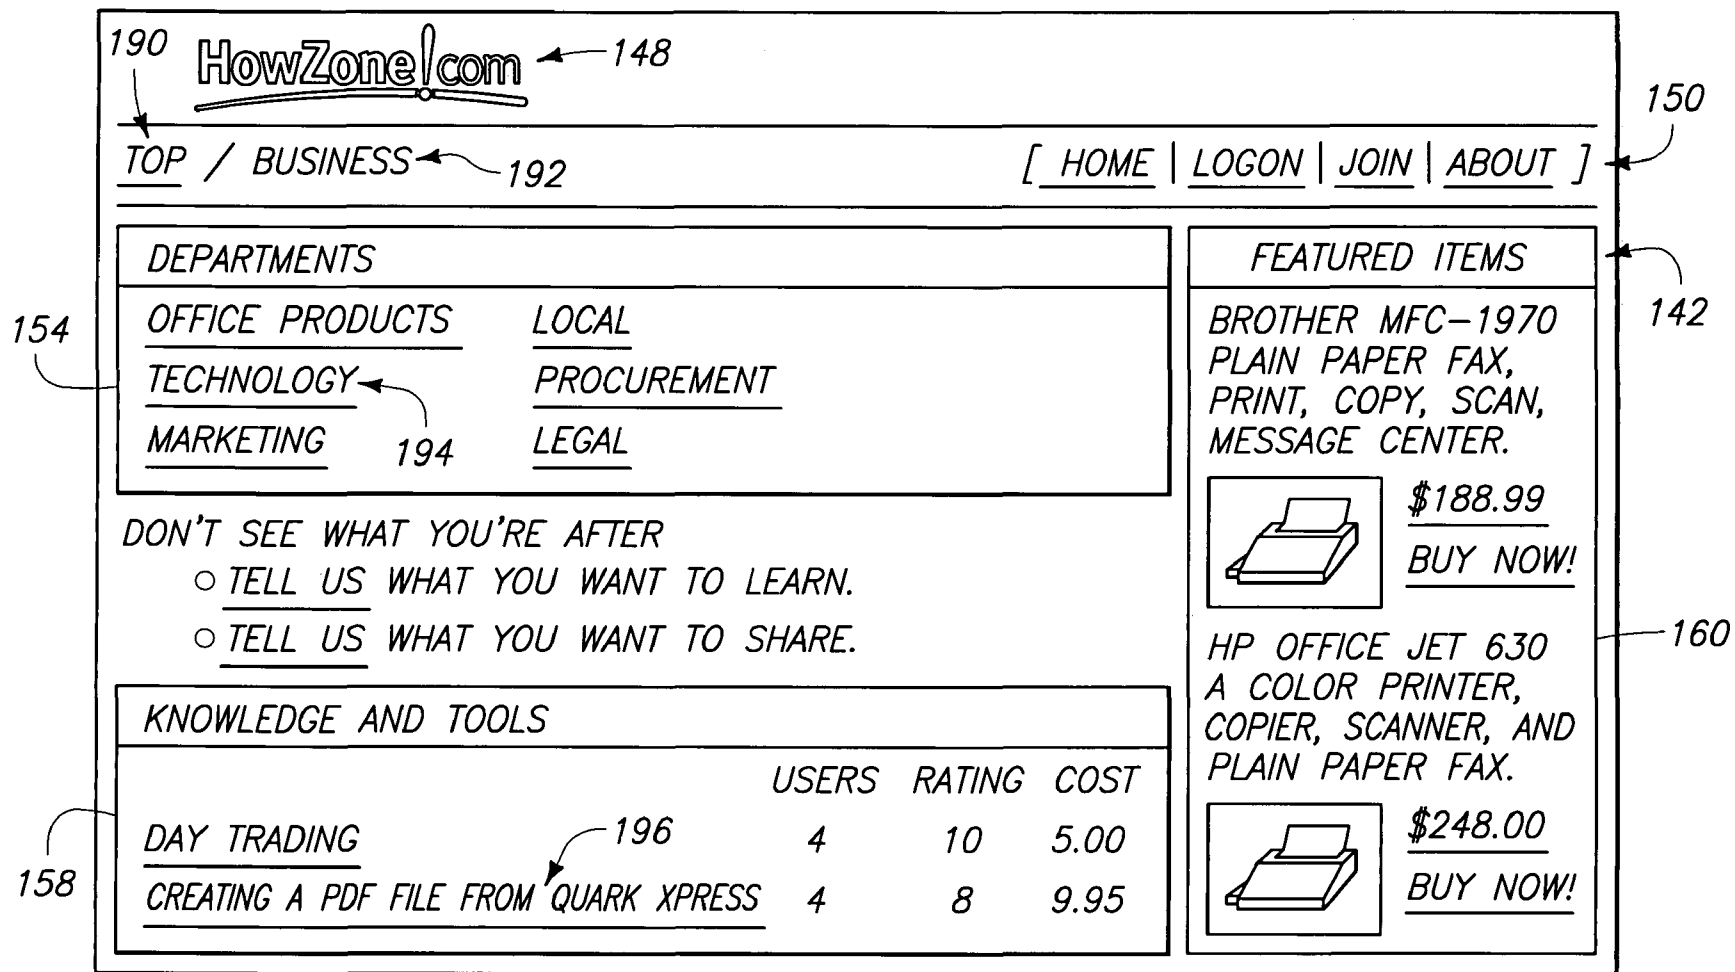 190
HowZone!com
148
150
TOP / BUSINESS
192
[ HOME | LOGON | JOIN | ABOUT ]
DEPARTMENTS
154
OFFICE PRODUCTS LOCAL
TECHNOLOGY PROCUREMENT
MARKETING 194 LEGAL
DON'T SEE WHAT YOU'RE AFTER
TELL US WHAT YOU WANT TO LEARN.
TELL US WHAT YOU WANT TO SHARE.
KNOWLEDGE AND TOOLS
USERS RATING COST
196
DAY TRADING 4 10 5.00
158
CREATING A PDF FILE FROM QUARK XPRESS 4 8 9.95
FEATURED ITEMS
142
BROTHER MFC-1970
PLAIN PAPER FAX,
PRINT, COPY, SCAN,
MESSAGE CENTER.
$188.99
BUY NOW!
160
HP OFFICE JET 630
A COLOR PRINTER,
COPIER, SCANNER, AND
PLAIN PAPER FAX.
$248.00
BUY NOW!